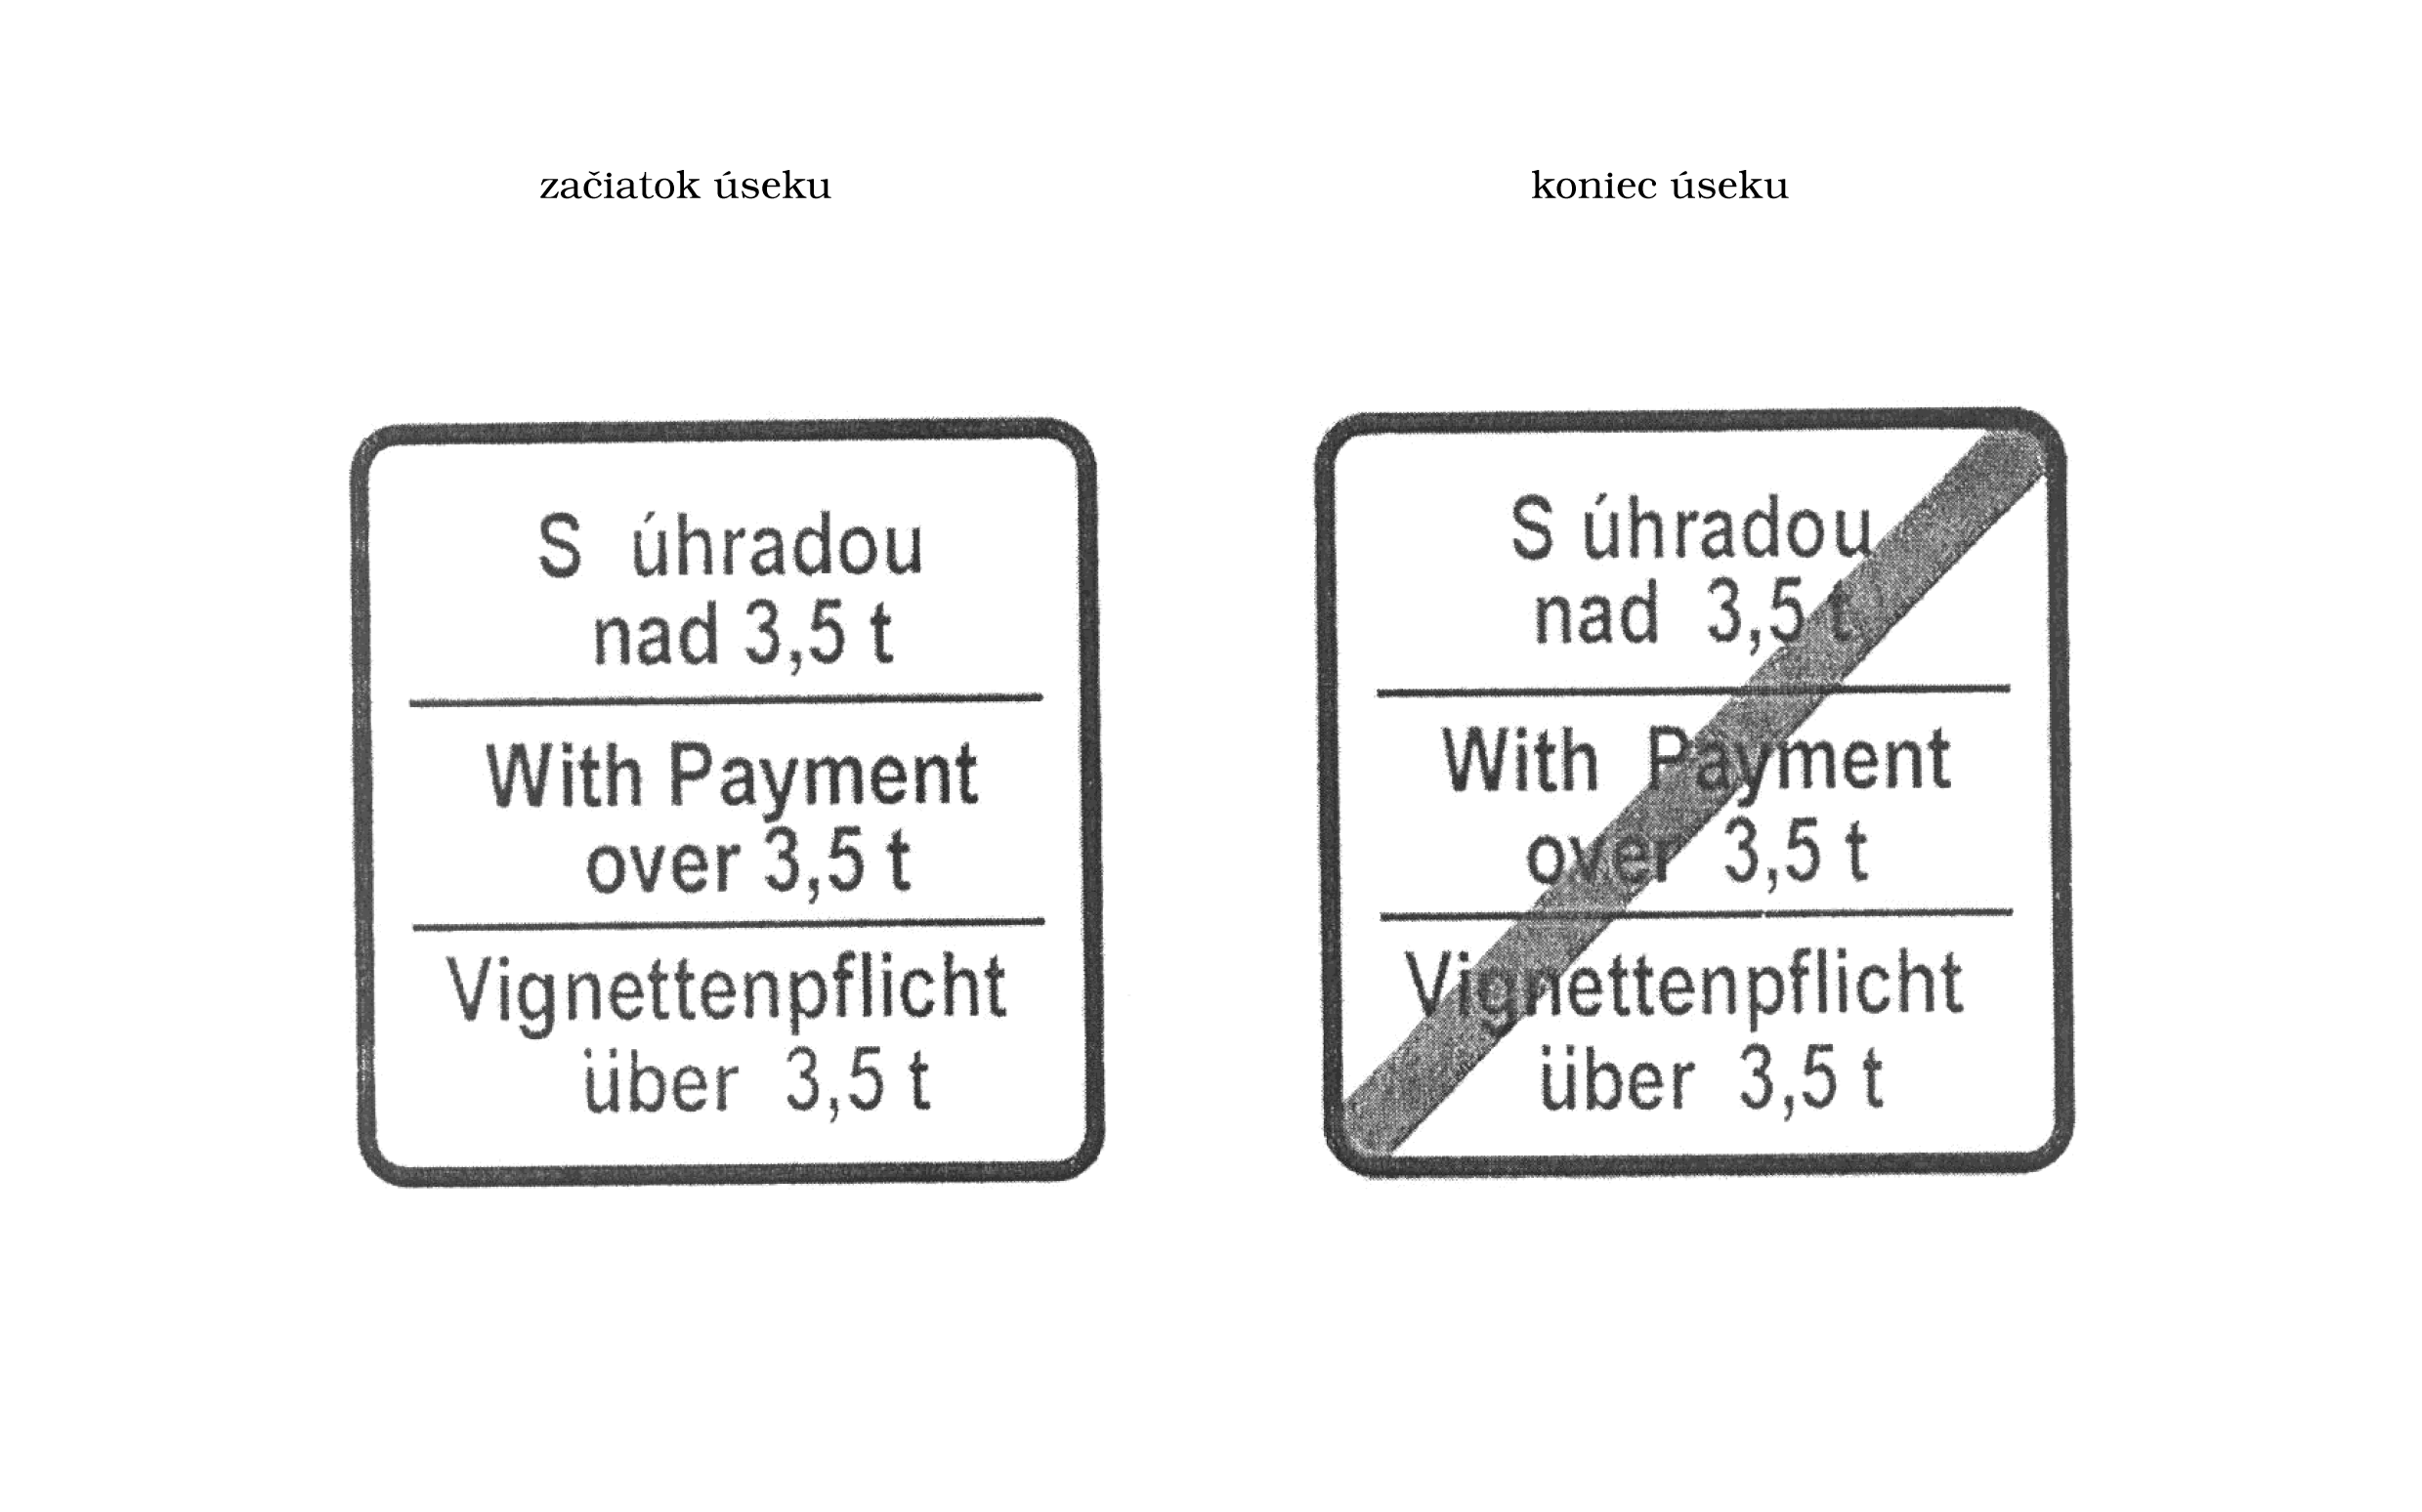 začiatok úseku
koniec úseku
S úhradou
nad 3,5 t
With Payment
over 3,5 t
Vignettenpflicht
über 3,5 t
S úhradou
nad 3,5 t
With Payment
over 3,5 t
Vignettenpflicht
über 3,5 t